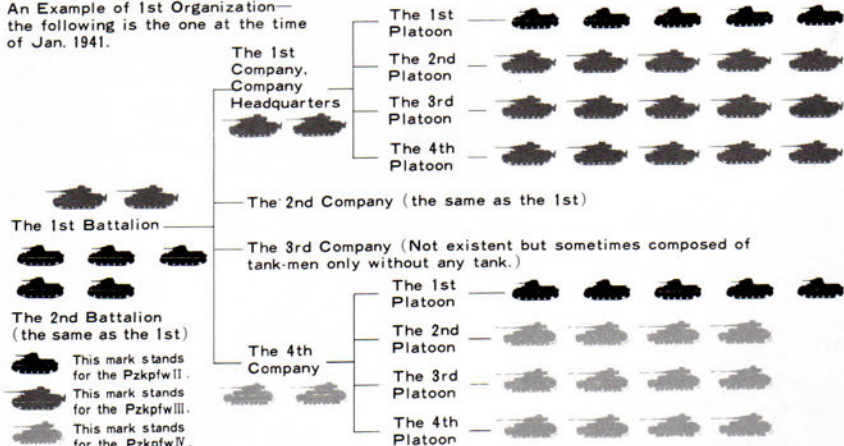 An Example of 1st Organization—
the following is the one at the time
of Jan. 1941.
The 1st
Company,
Company
Headquarters
The 1st
Platoon
The 2nd
Platoon
The 3rd
Platoon
The 4th
Platoon
The 1st Battalion
The 2nd Company (the same as the 1st)
The 3rd Company (Not existent but sometimes composed of
tank-men only without any tank.)
The 2nd Battalion
(the same as the 1st)
The 4th
Company
The 1st
Platoon
The 2nd
Platoon
The 3rd
Platoon
The 4th
Platoon
This mark stands
for the PzkpfwⅡ.
This mark stands
for the PzkpfwⅢ.
This mark stands
for the PzkpfwⅣ.